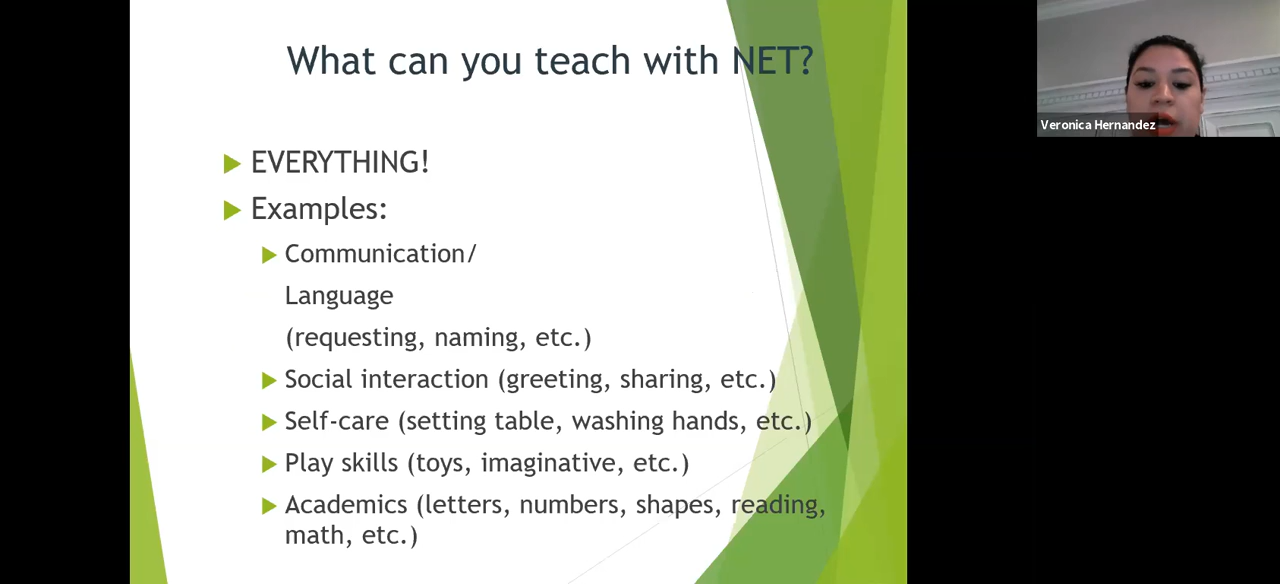 What can you teach with NET?
EVERYTHING!
Examples:
Communication/
Language
(requesting, naming, etc.)
Social interaction (greeting, sharing, etc.)
Self-care (setting table, washing hands, etc.)
Play skills (toys, imaginative, etc.)
Academics (letters, numbers, shapes, reading,
math, etc.)
Veronica Hernandez